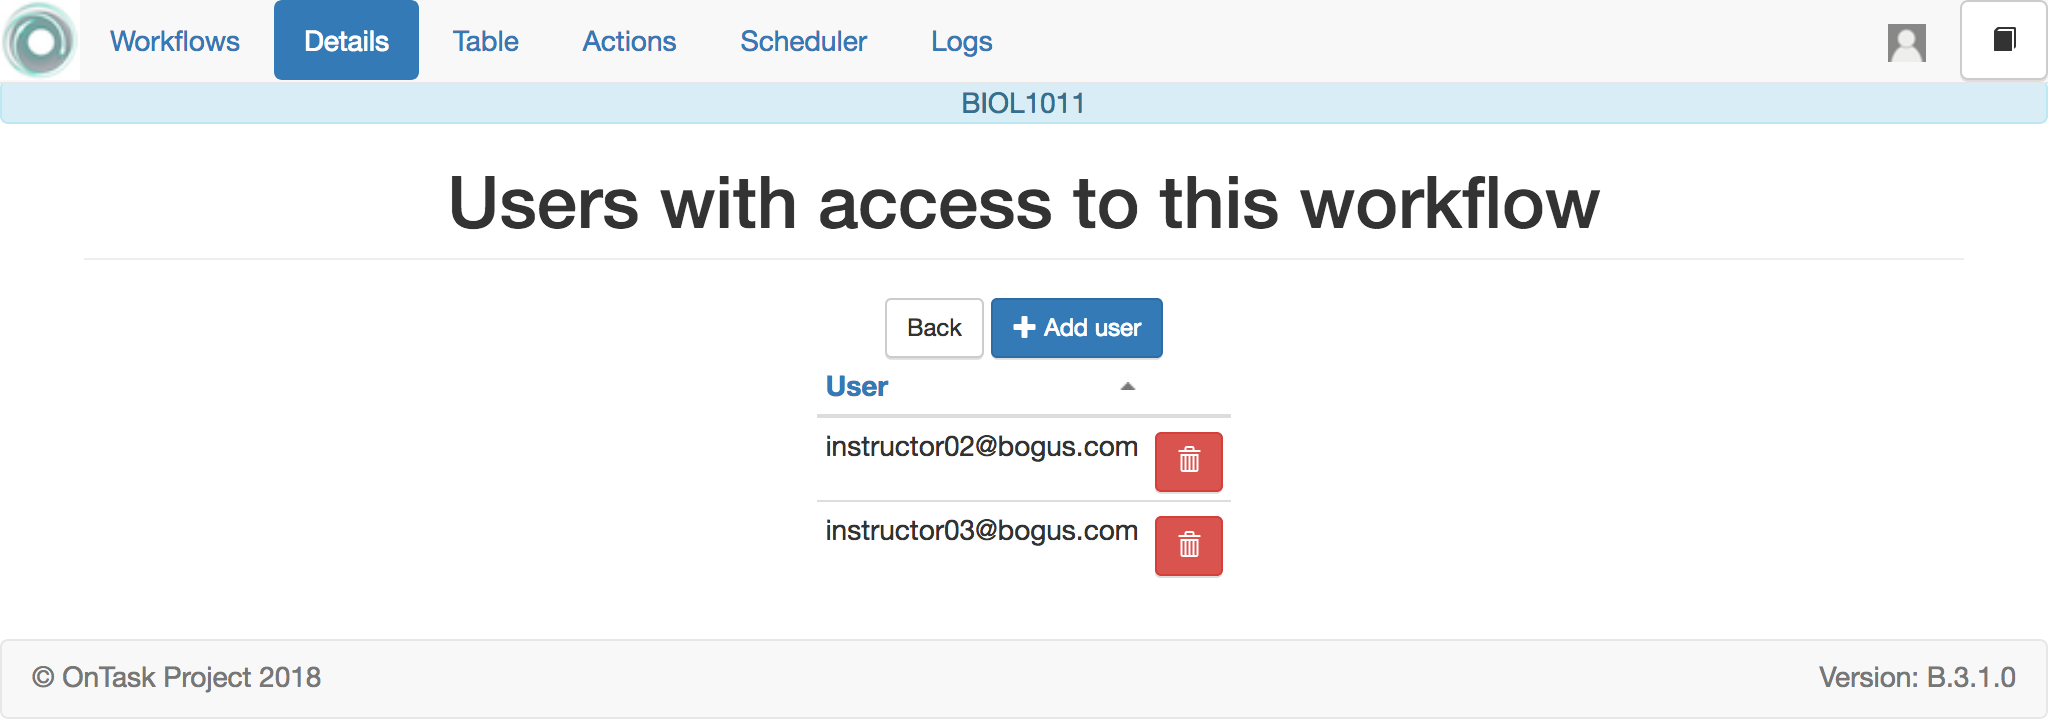 Workflows Details Table Actions Scheduler Logs
BIOL1011
Users with access to this workflow
Back Add user
User
instructor02@bogus.com
instructor03@bogus.com
© OnTask Project 2018 Version: B.3.1.0